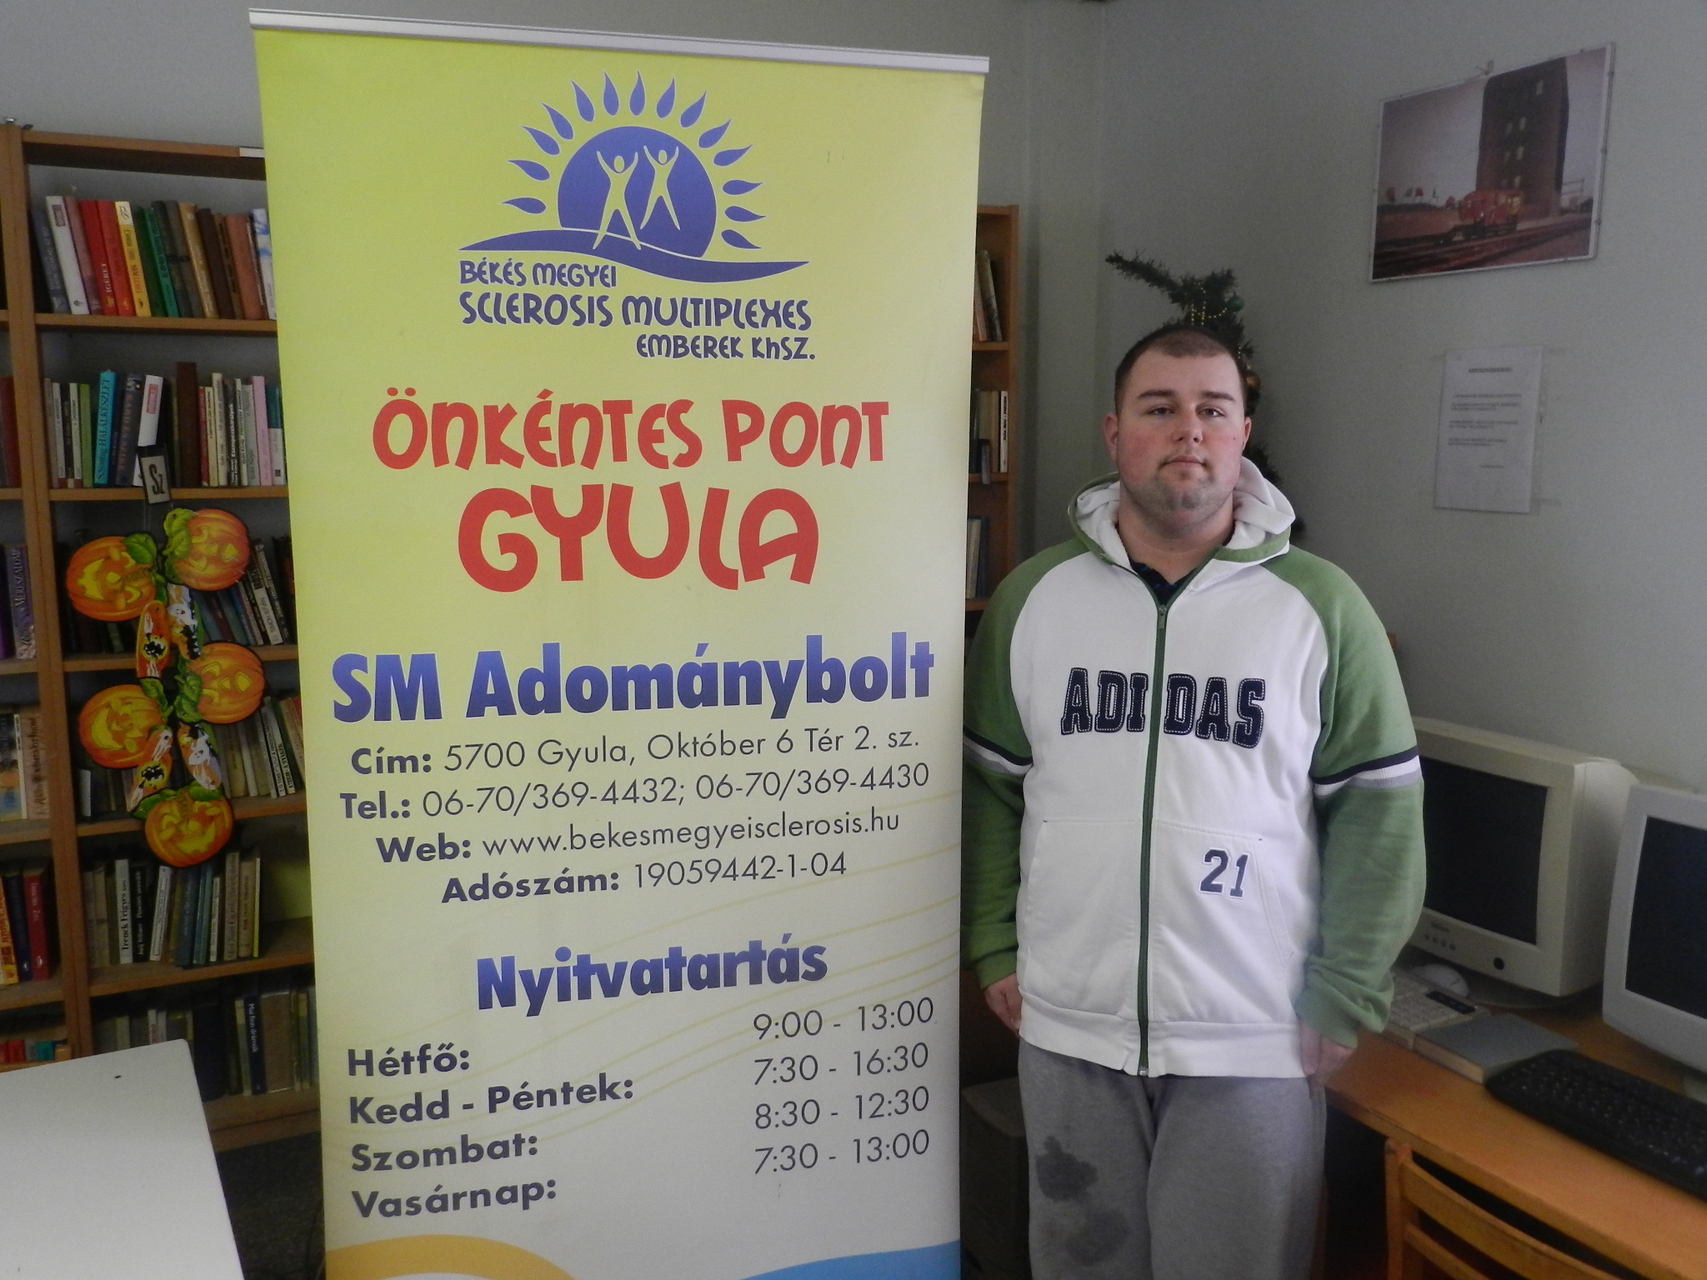 BÉKÉS MEGYEI
SCLEROSIS MULTIPLEXES
EMBEREK KhSZ.
ÖNKÉNTES PONT
GYULA
SM Adománybolt
Cím: 5700 Gyula, Október 6 Tér 2. sz.
Tel.: 06-70/369-4432; 06-70/369-4430
Web: www.bekesmegyeisclerosis.hu
Adószám: 19059442-1-04
Nyitvatartás
Hétfő: 9:00 - 13:00
Kedd - Péntek: 7:30 - 16:30
Szombat: 8:30 - 12:30
Vasárnap: 7:30 - 13:00
ADIDAS
21
Sz